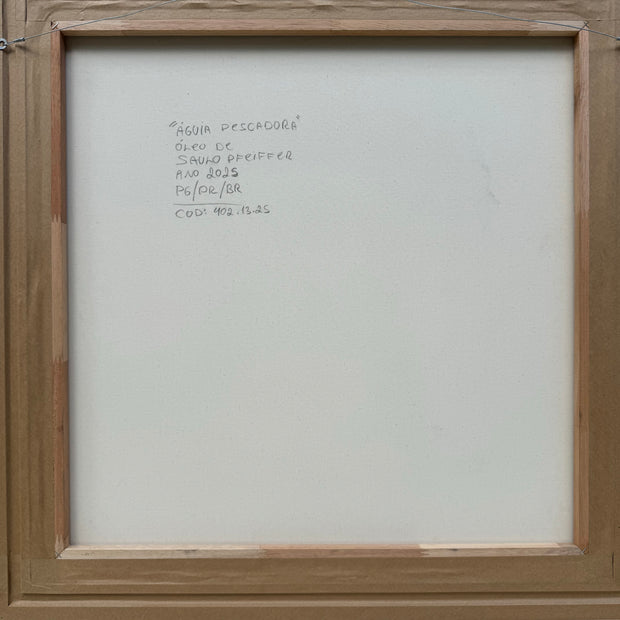 "ÁGUIA PESCADORA"
ÓLEO DE
SAULO PFEIFFER
ANO 2025
PG/PR/BR
COD: 402.13.25